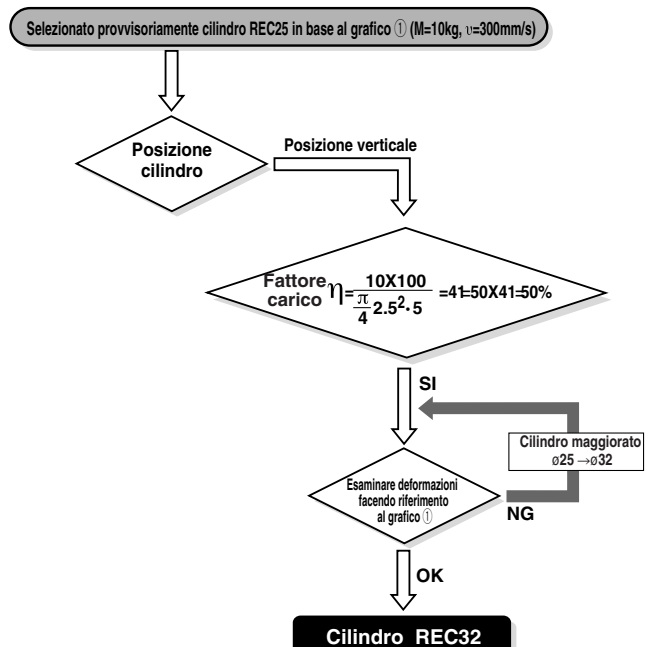 Selezionato provvisoriamente cilindro REC25 in base al grafico ① (M=10kg, υ=300mm/s)
Posizione
cilindro
Posizione verticale
Fattore
carico η= 10X100 / π/4 2.5²·5 =41=50X41=50%
SI
Cilindro maggiorato
ø25 →ø32
Esaminare deformazioni
facendo riferimento
al grafico ①
NG
OK
Cilindro REC32